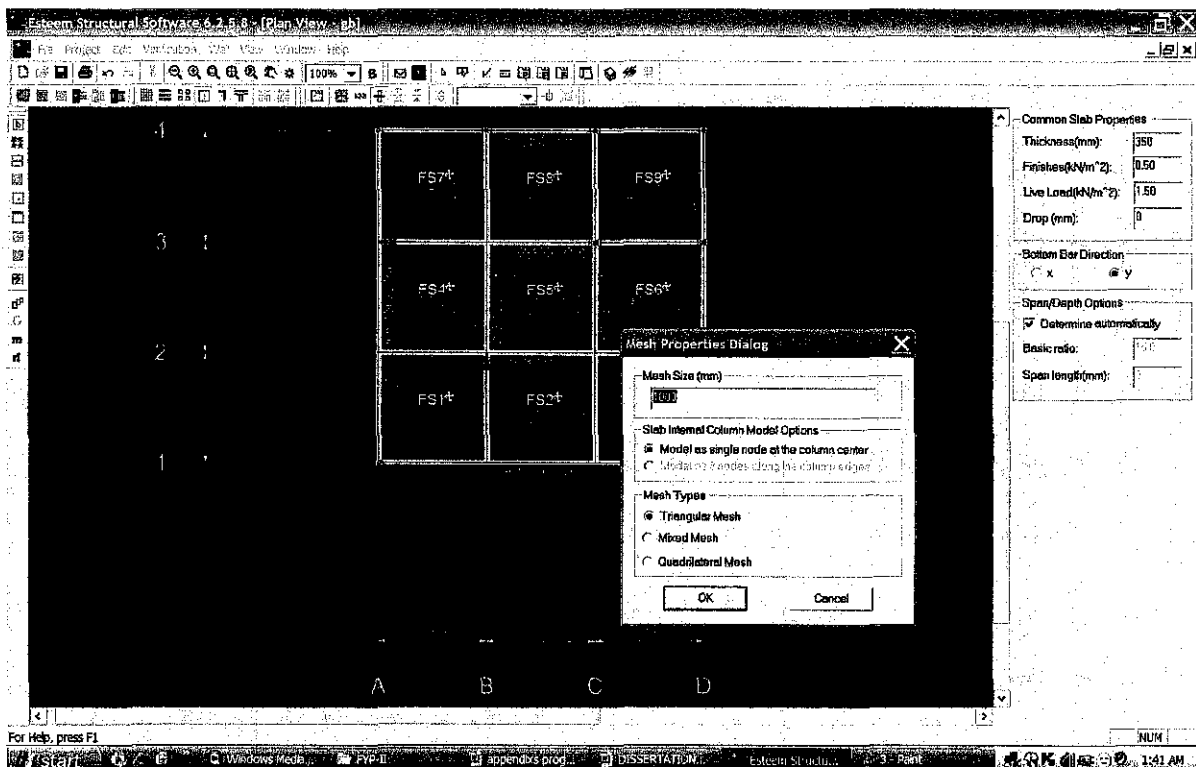 Esteem Structural Software 6.2.5.8 - [Plan View - gb]
File Project Edit Verification View Window Help
100%
Common Slab Properties
Thickness(mm): 350
Finishes(kN/m^2): 0.50
Live Load(kN/m^2): 1.50
Drop (mm): 0
Bottom Bar Direction
x y
Span/Depth Options
Determine automatically
Basic ratio:
Span length(mm):
4
FS7+ FS8+ FS9+
3
FS4+ FS5+ FS6+
2
FS1+ FS2+
1
A B C D
Mesh Properties Dialog
Mesh Size (mm)
1000
Slab Internal Column Model Options
Model as single node at the column center
Mesh Types
Triangular Mesh
Mixed Mesh
Quadrilateral Mesh
OK Cancel
For Help, press F1
NUM
Windows Media... FYP-II appendixs prog... DISSERTATION... Esteem Structu... 3 - Paint 1:41 AM